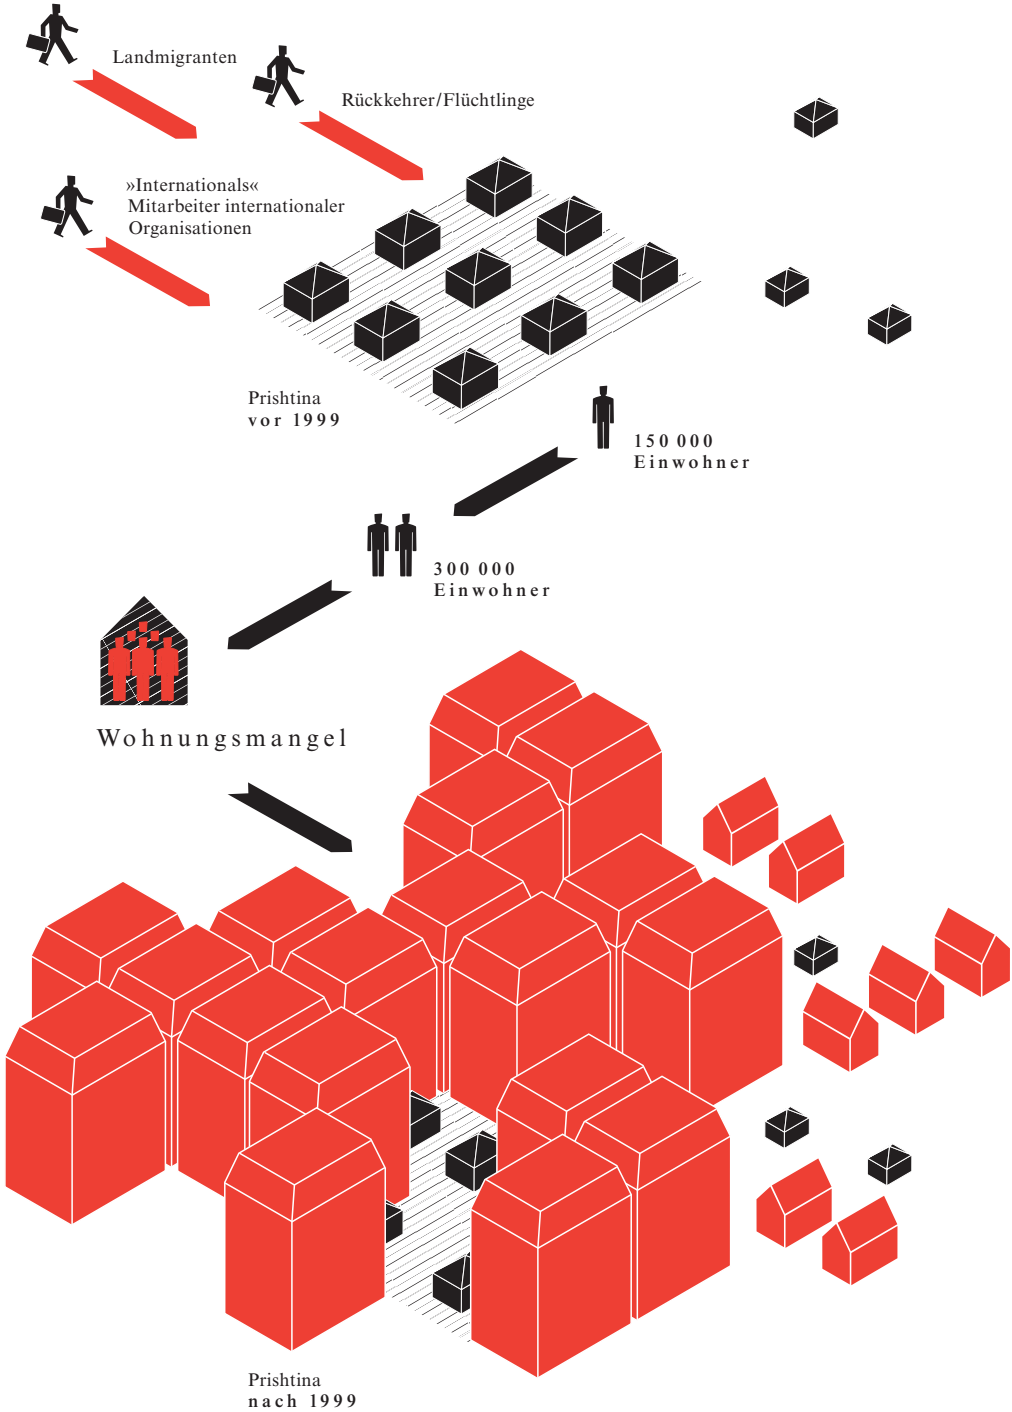 Landmigranten
Rückkehrer/Flüchtlinge
»Internationals«
Mitarbeiter internationaler
Organisationen
Prishtina
vor 1999
150 000
Einwohner
300 000
Einwohner
Wohnungsmangel
Prishtina
nach 1999